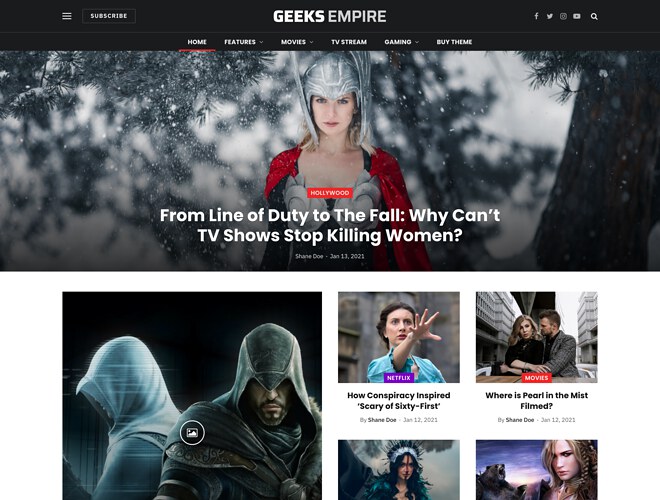 SUBSCRIBE
GEEKS EMPIRE
HOME FEATURES MOVIES TV STREAM GAMING BUY THEME
HOLLYWOOD
From Line of Duty to The Fall: Why Can’t
TV Shows Stop Killing Women?
Shane Doe - Jan 13, 2021
NETFLIX
How Conspiracy Inspired
‘Scary of Sixty-First’
By Shane Doe - Jan 12, 2021
MOVIES
Where is Pearl in the Mist
Filmed?
By Shane Doe - Jan 12, 2021